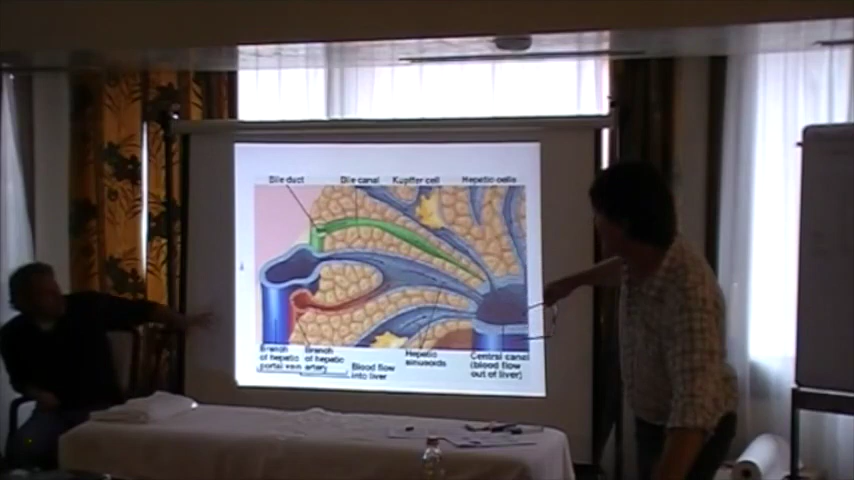 Bile duct
Bile canal
Kupffer cell
Hepatic cells
Branch
of hepatic
portal vein
Branch
of hepatic
artery
Blood flow
into liver
Hepatic
sinusoids
Central canal
(blood flow
out of liver)